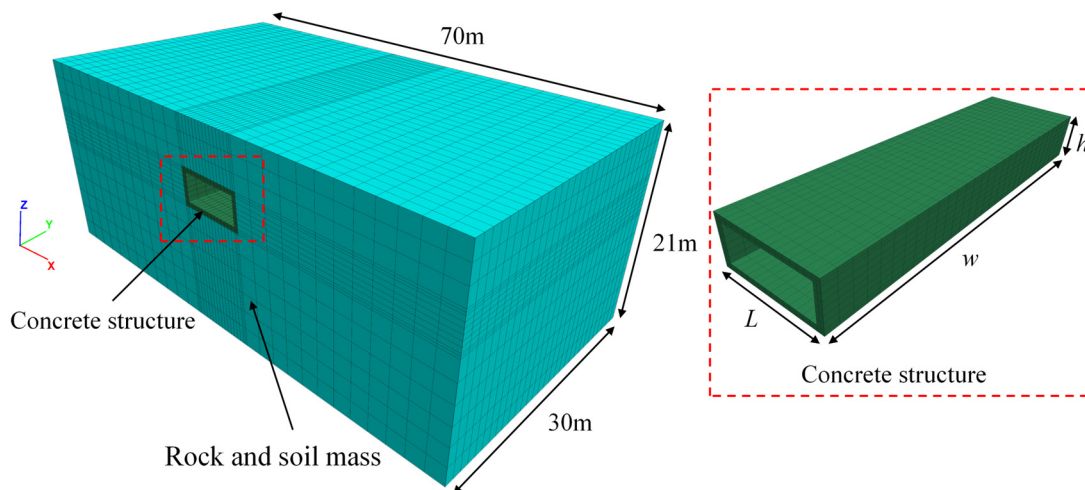 70m
Z
Y
X
Concrete structure
Rock and soil mass
21m
30m
h
w
L
Concrete structure